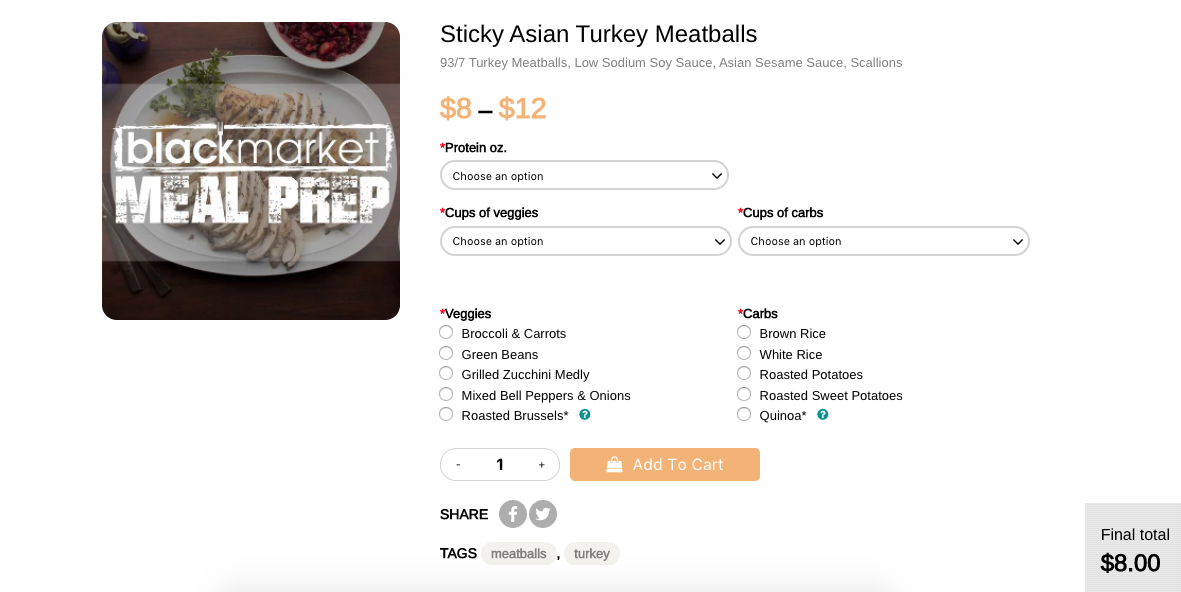 Sticky Asian Turkey Meatballs
93/7 Turkey Meatballs, Low Sodium Soy Sauce, Asian Sesame Sauce, Scallions
blackmarket
MEAL PREP
$8 – $12
*Protein oz.
Choose an option
*Cups of veggies
Choose an option
*Cups of carbs
Choose an option
*Veggies
Broccoli & Carrots
Green Beans
Grilled Zucchini Medly
Mixed Bell Peppers & Onions
Roasted Brussels* ?
*Carbs
Brown Rice
White Rice
Roasted Potatoes
Roasted Sweet Potatoes
Quinoa* ?
- 1 +
Add To Cart
SHARE
TAGS meatballs, turkey
Final total
$8.00